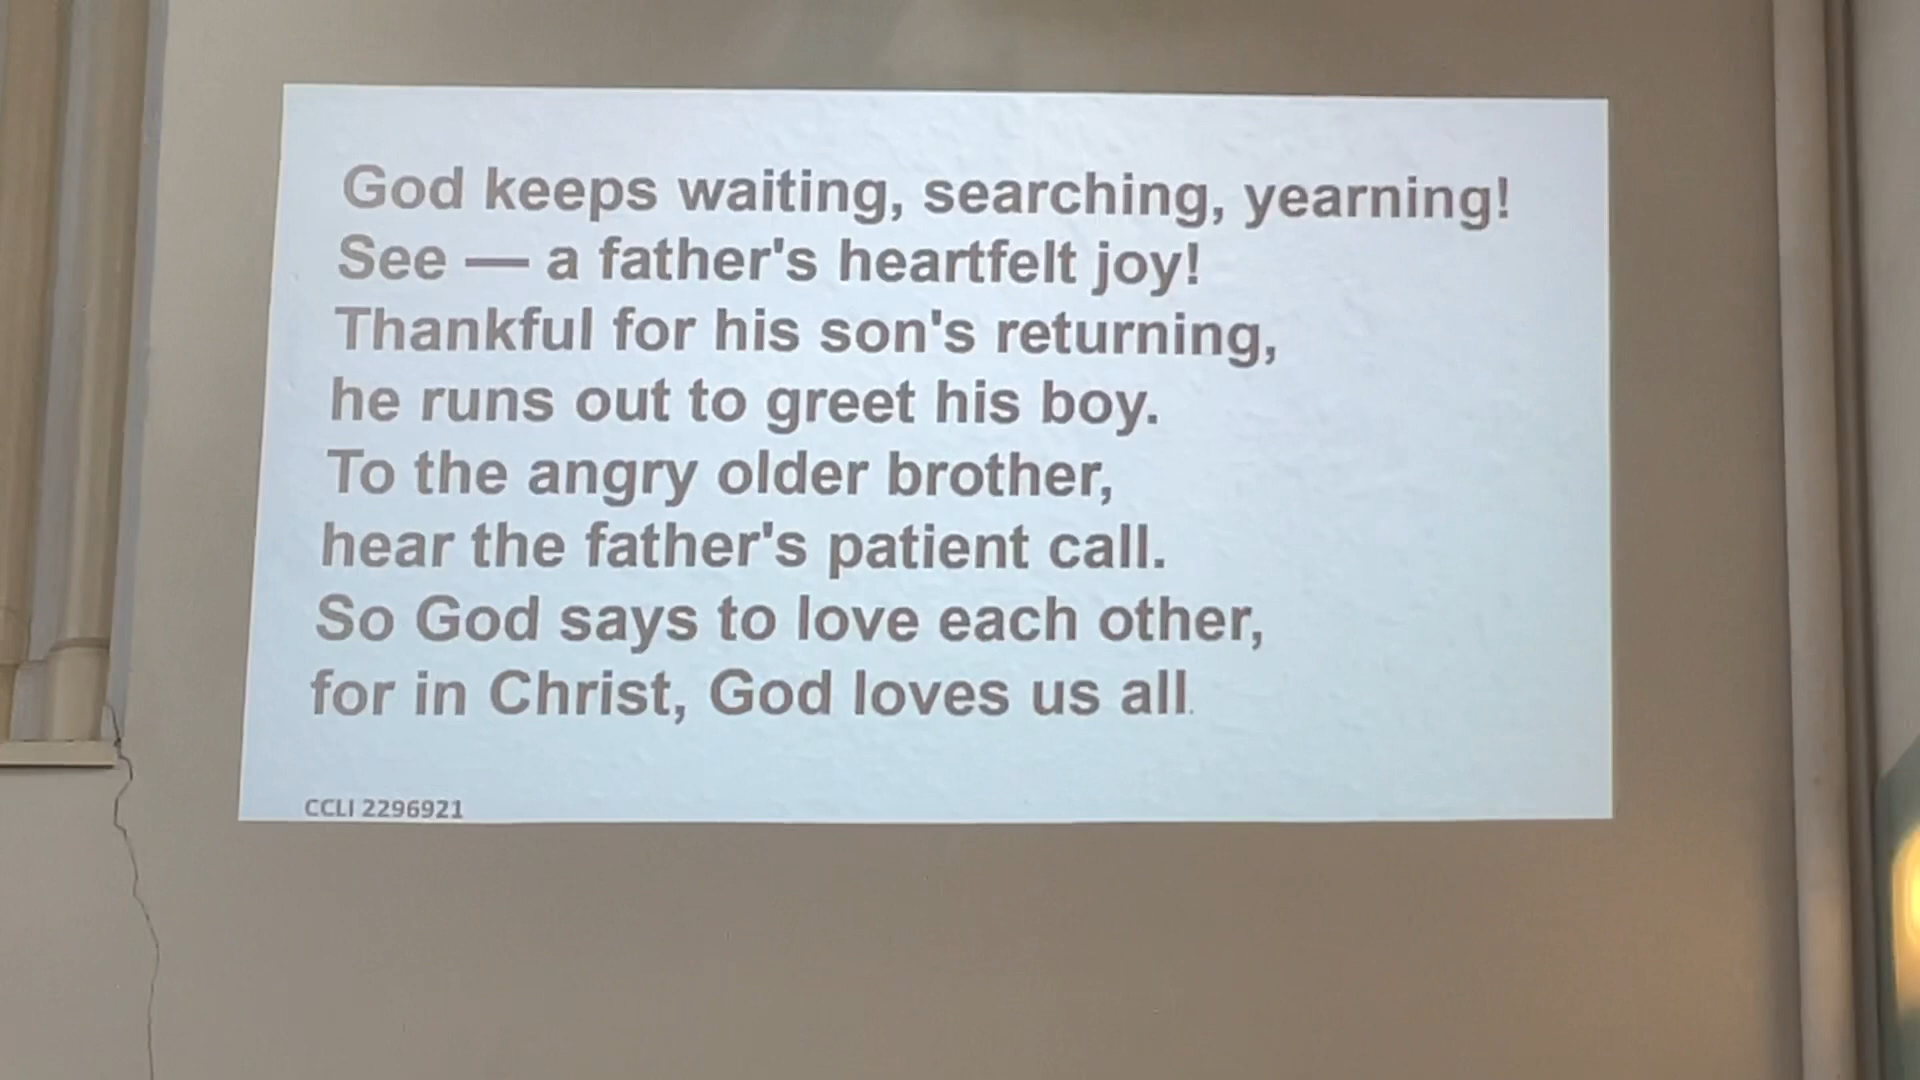 God keeps waiting, searching, yearning!
See — a father's heartfelt joy!
Thankful for his son's returning,
he runs out to greet his boy.
To the angry older brother,
hear the father's patient call.
So God says to love each other,
for in Christ, God loves us all.
CCLI 2296921